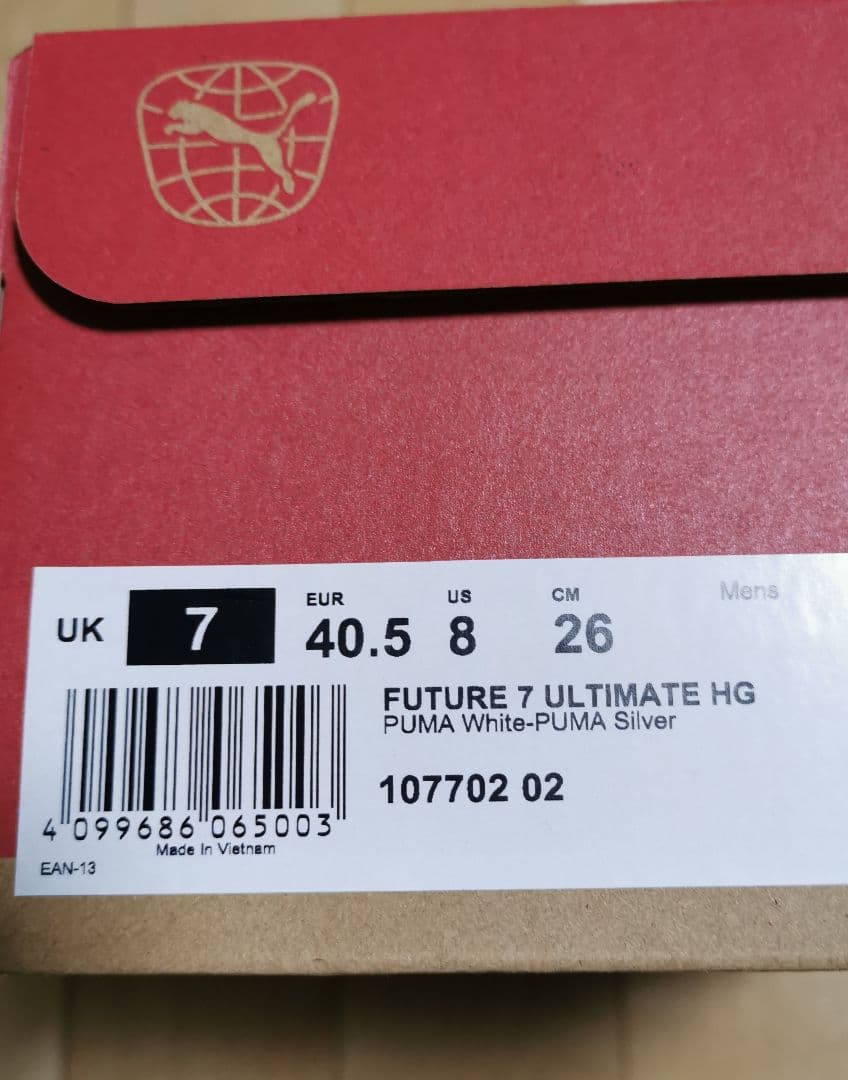 UK 7 EUR 40.5 US 8 CM 26 Mens
FUTURE 7 ULTIMATE HG
PUMA White-PUMA Silver
107702 02
4 099686 065003
Made In Vietnam
EAN-13